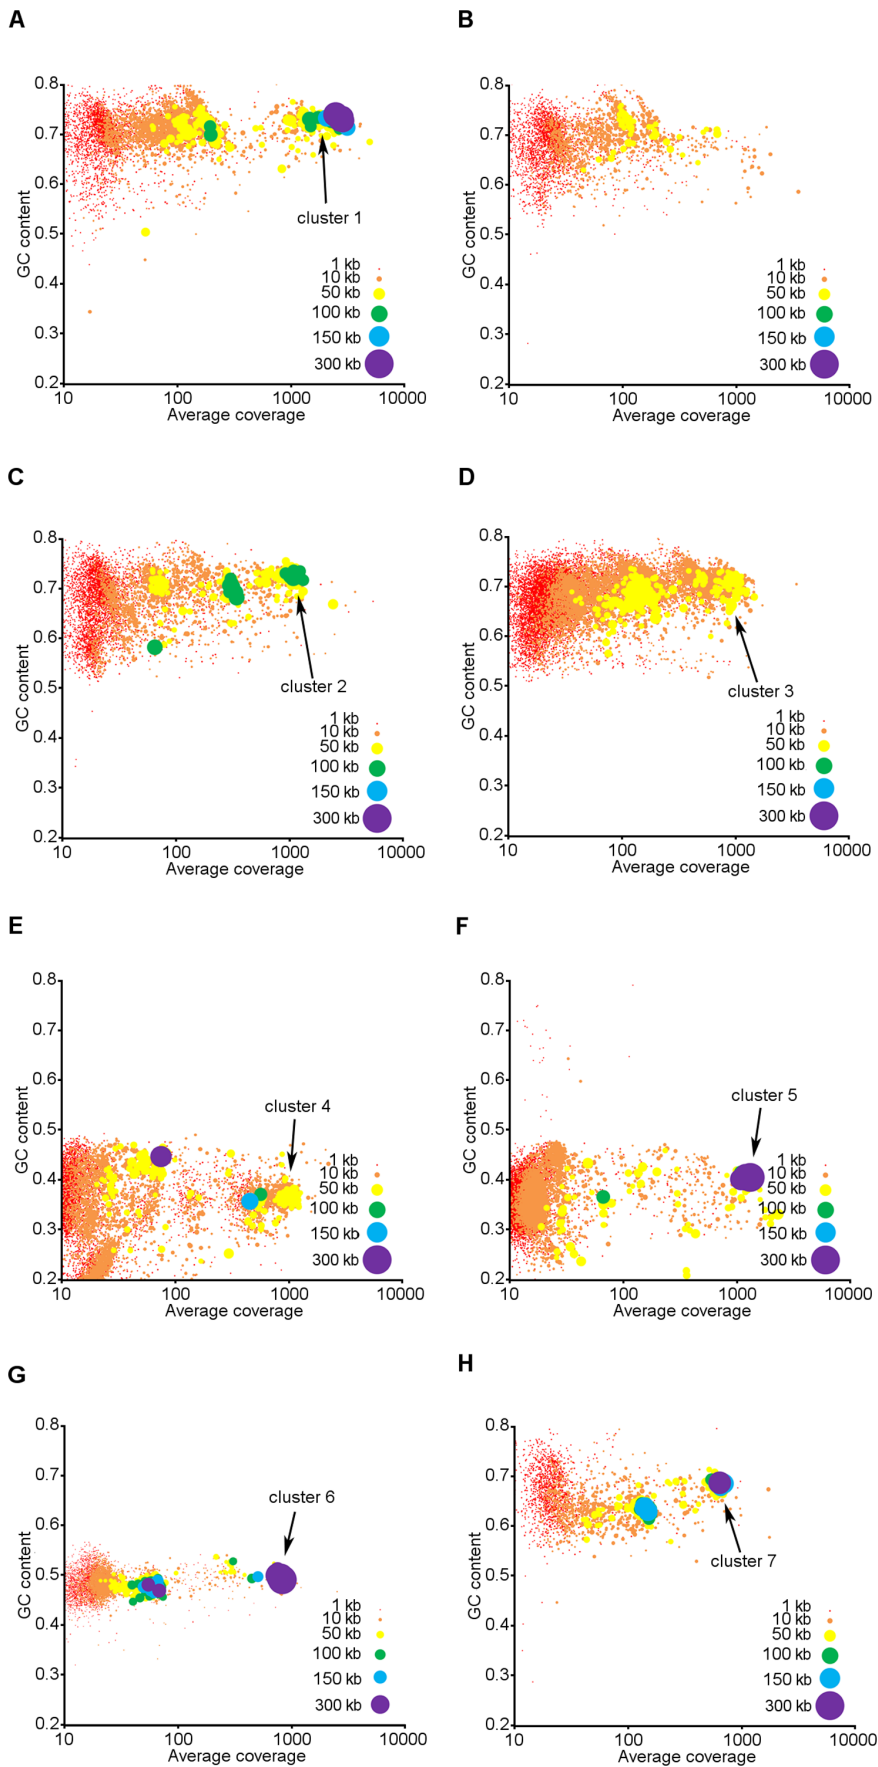 A
0.8
0.7
0.6
0.5
0.4
0.3
0.2
GC content
cluster 1
1 kb
10 kb
50 kb
100 kb
150 kb
300 kb
10 100 1000 10000
Average coverage
B
0.8
0.7
0.6
0.5
0.4
0.3
0.2
GC content
1 kb
10 kb
50 kb
100 kb
150 kb
300 kb
10 100 1000 10000
Average coverage
C
0.8
0.7
0.6
0.5
0.4
0.3
0.2
GC content
cluster 2
1 kb
10 kb
50 kb
100 kb
150 kb
300 kb
10 100 1000 10000
Average coverage
D
0.8
0.7
0.6
0.5
0.4
0.3
0.2
GC content
cluster 3
1 kb
10 kb
50 kb
100 kb
150 kb
300 kb
10 100 1000 10000
Average coverage
E
0.8
0.7
0.6
0.5
0.4
0.3
0.2
GC content
cluster 4
1 kb
10 kb
50 kb
100 kb
150 kb
300 kb
10 100 1000 10000
Average coverage
F
0.8
0.7
0.6
0.5
0.4
0.3
0.2
GC content
cluster 5
1 kb
10 kb
50 kb
100 kb
150 kb
300 kb
10 100 1000 10000
Average coverage
G
0.8
0.7
0.6
0.5
0.4
0.3
0.2
GC content
cluster 6
1 kb
10 kb
50 kb
100 kb
150 kb
300 kb
10 100 1000 10000
Average coverage
H
0.8
0.7
0.6
0.5
0.4
0.3
0.2
GC content
cluster 7
1 kb
10 kb
50 kb
100 kb
150 kb
300 kb
10 100 1000 10000
Average coverage